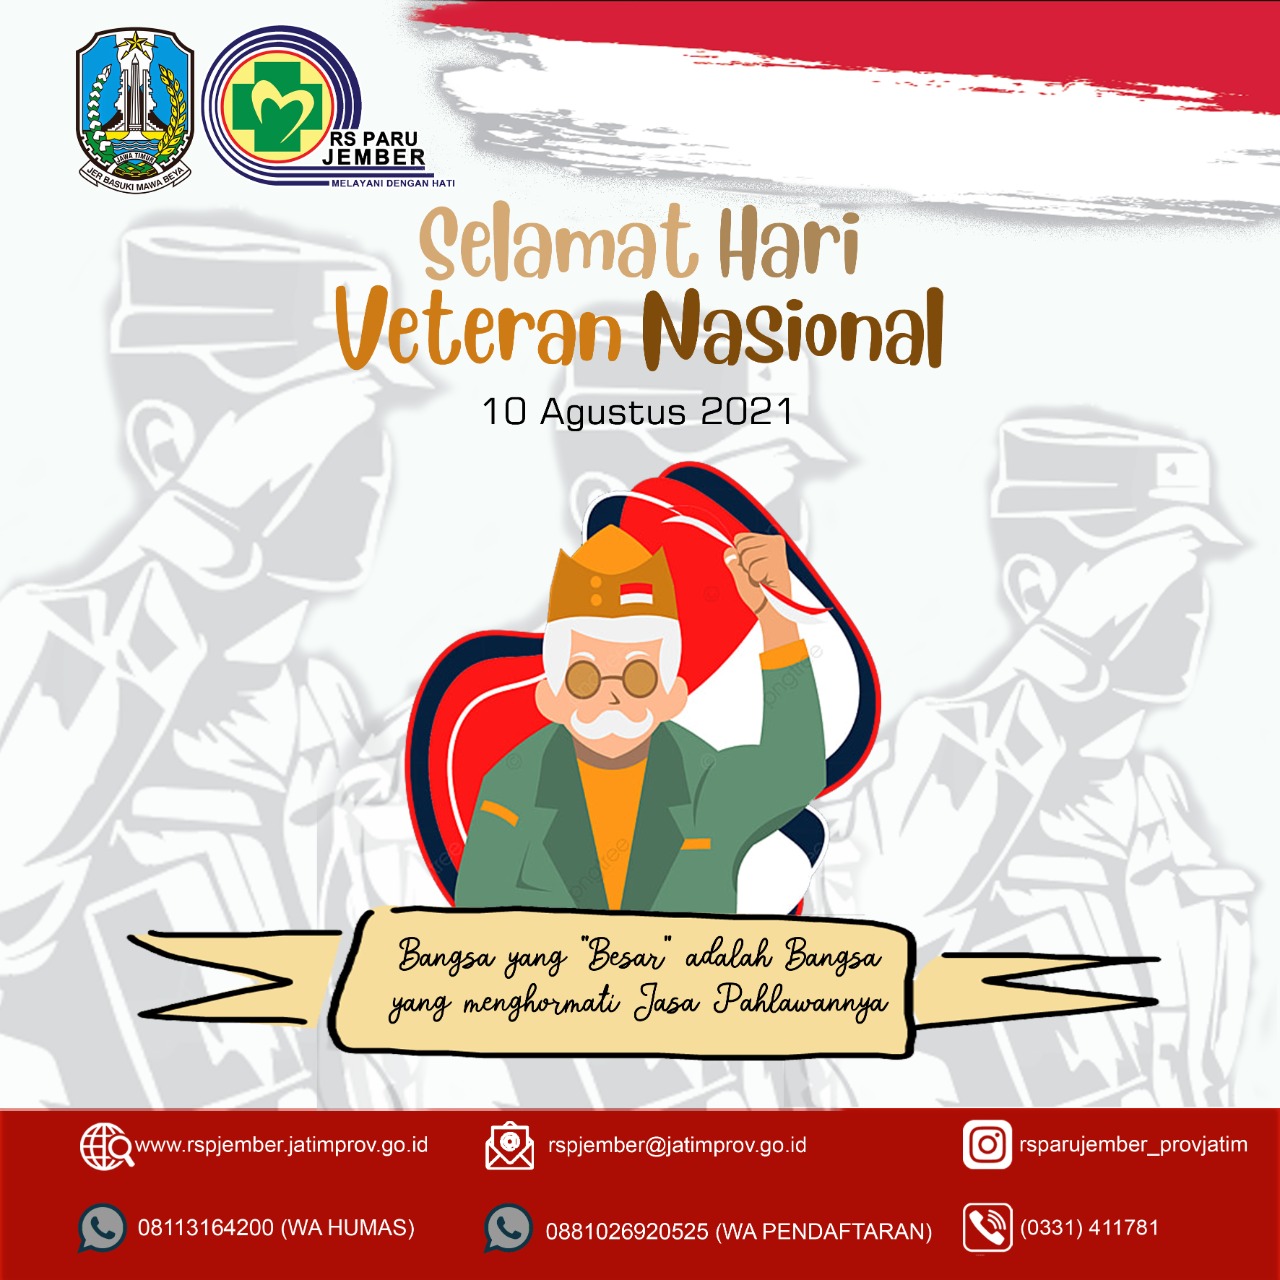 JAWA TIMUR
JER BASUKI MAWA BEYA
RS PARU
JEMBER
MELAYANI DENGAN HATI
Selamat Hari
Veteran Nasional
10 Agustus 2021
pngtree
pngtree
Bangsa yang "Besar" adalah Bangsa
yang menghormati Jasa Pahlawannya
www.rspjember.jatimprov.go.id
rspjember@jatimprov.go.id
rsparujember_provjatim
08113164200 (WA HUMAS)
0881026920525 (WA PENDAFTARAN)
(0331) 411781